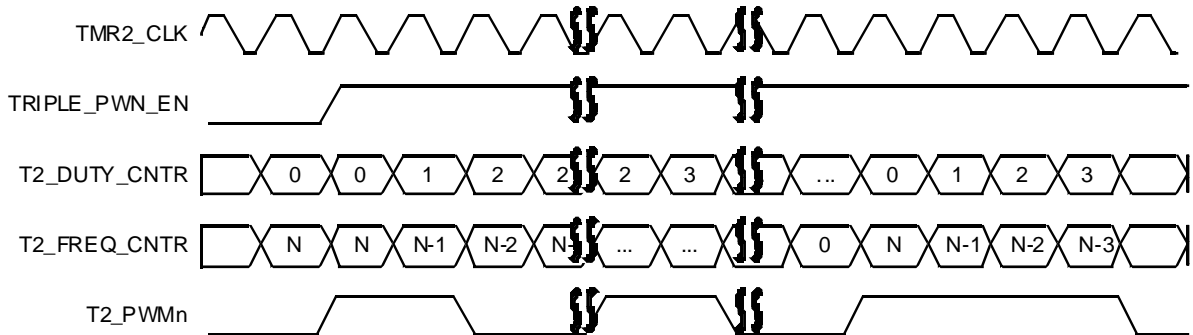 TMR2_CLK
TRIPLE_PWN_EN
T2_DUTY_CNTR 0 0 1 2 2 2 3 ... 0 1 2 3
T2_FREQ_CNTR N N N-1 N-2 N- ... ... 0 N N-1 N-2 N-3
T2_PWMn